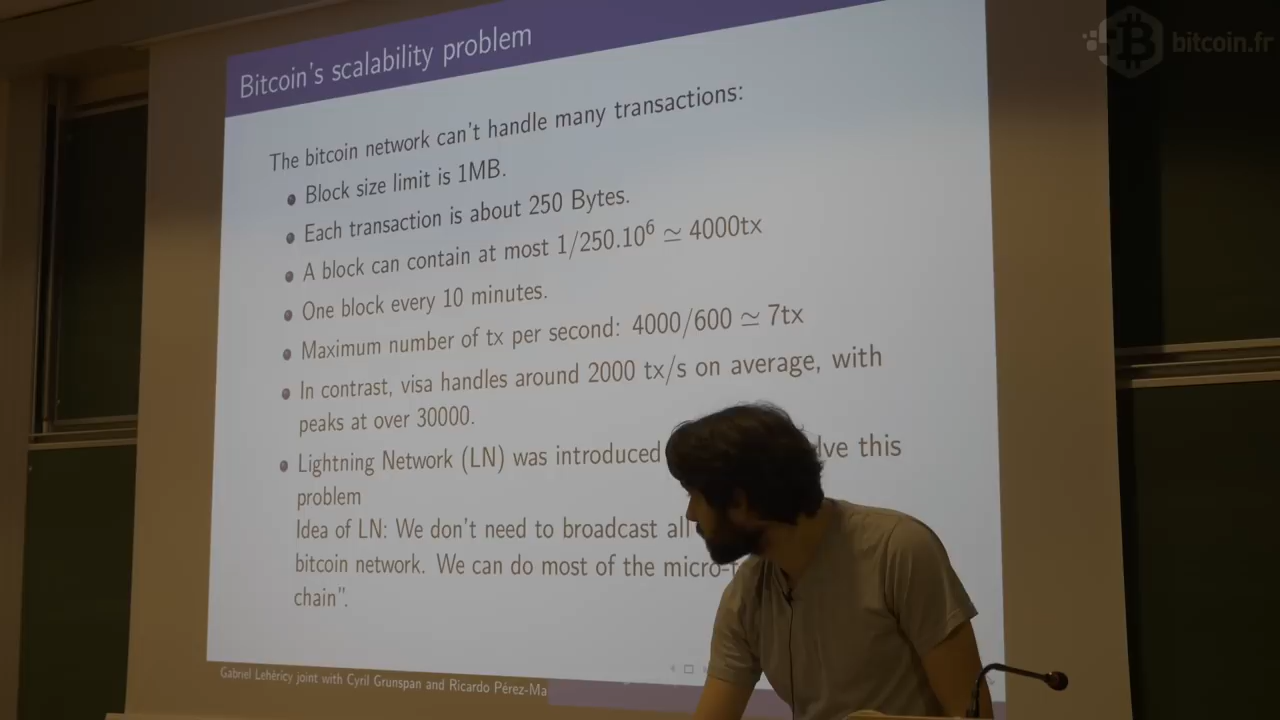 bitcoin.fr
Bitcoin's scalability problem
The bitcoin network can't handle many transactions:
Block size limit is 1MB.
Each transaction is about 250 Bytes.
A block can contain at most 1/250.10⁶ ≃ 4000tx
One block every 10 minutes.
Maximum number of tx per second: 4000/600 ≃ 7tx
In contrast, visa handles around 2000 tx/s on average, with
peaks at over 30000.
Lightning Network (LN) was introduced this
problem
Idea of LN: We don't need to broadcast all
bitcoin network. We can do most of the
chain".
Gabriel Lehéricy joint with Cyril Grunspan and Ricardo